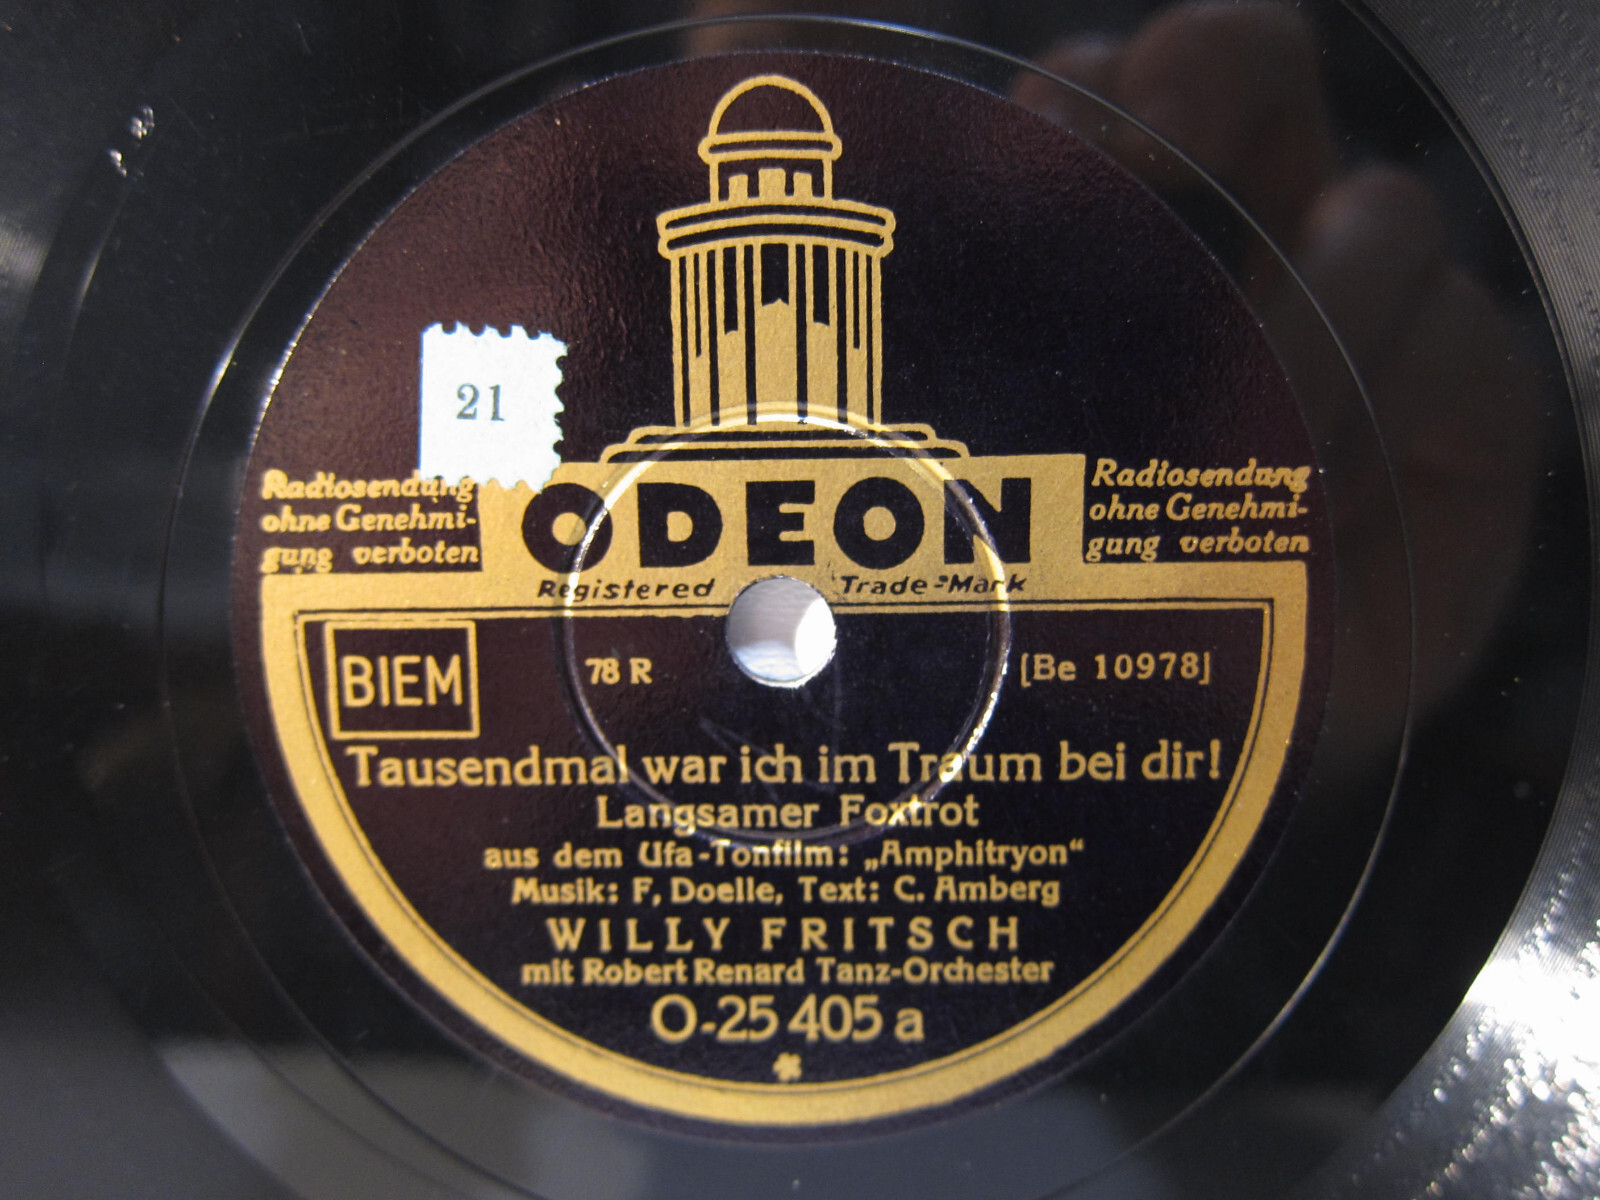 21
Radiosendung
ohne Genehmi-
gung verboten
ODEON
Radiosendung
ohne Genehmi-
gung verboten
Registered Trade-Mark
BIEM
78 R
[Be 10978]
Tausendmal war ich im Traum bei dir!
Langsamer Foxtrot
aus dem Ufa-Tonfilm: „Amphitryon“
Musik: F. Doelle, Text: C. Amberg
WILLY FRITSCH
mit Robert Renard Tanz-Orchester
O-25 405 a